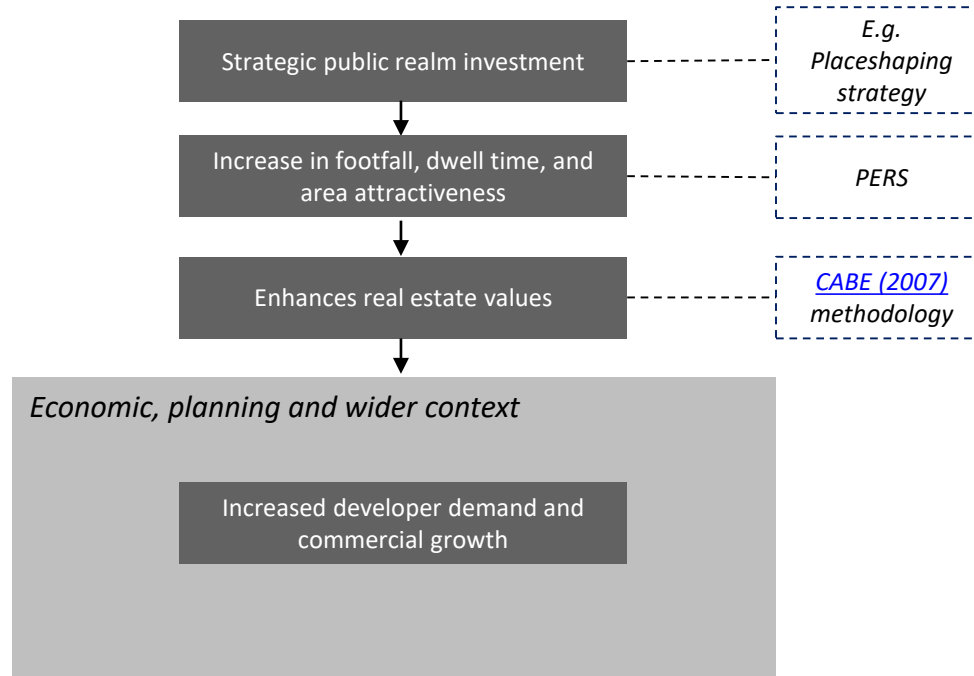 Strategic public realm investment
E.g.
Placeshaping
strategy
Increase in footfall, dwell time, and
area attractiveness
PERS
Enhances real estate values
CABE (2007)
methodology
Economic, planning and wider context
Increased developer demand and
commercial growth